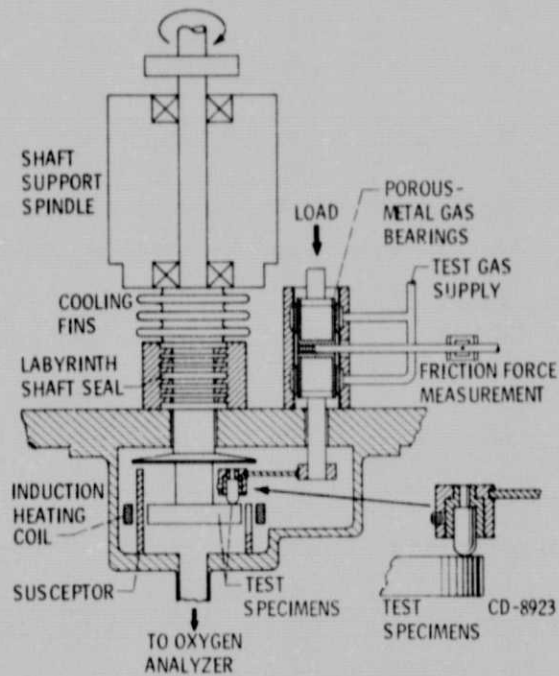 SHAFT
SUPPORT
SPINDLE
COOLING
FINS
LABYRINTH
SHAFT SEAL
INDUCTION
HEATING
COIL
SUSCEPTOR
TO OXYGEN
ANALYZER
TEST
SPECIMENS
LOAD
POROUS-
METAL GAS
BEARINGS
TEST GAS
SUPPLY
FRICTION FORCE
MEASUREMENT
TEST
SPECIMENS
CD-8923